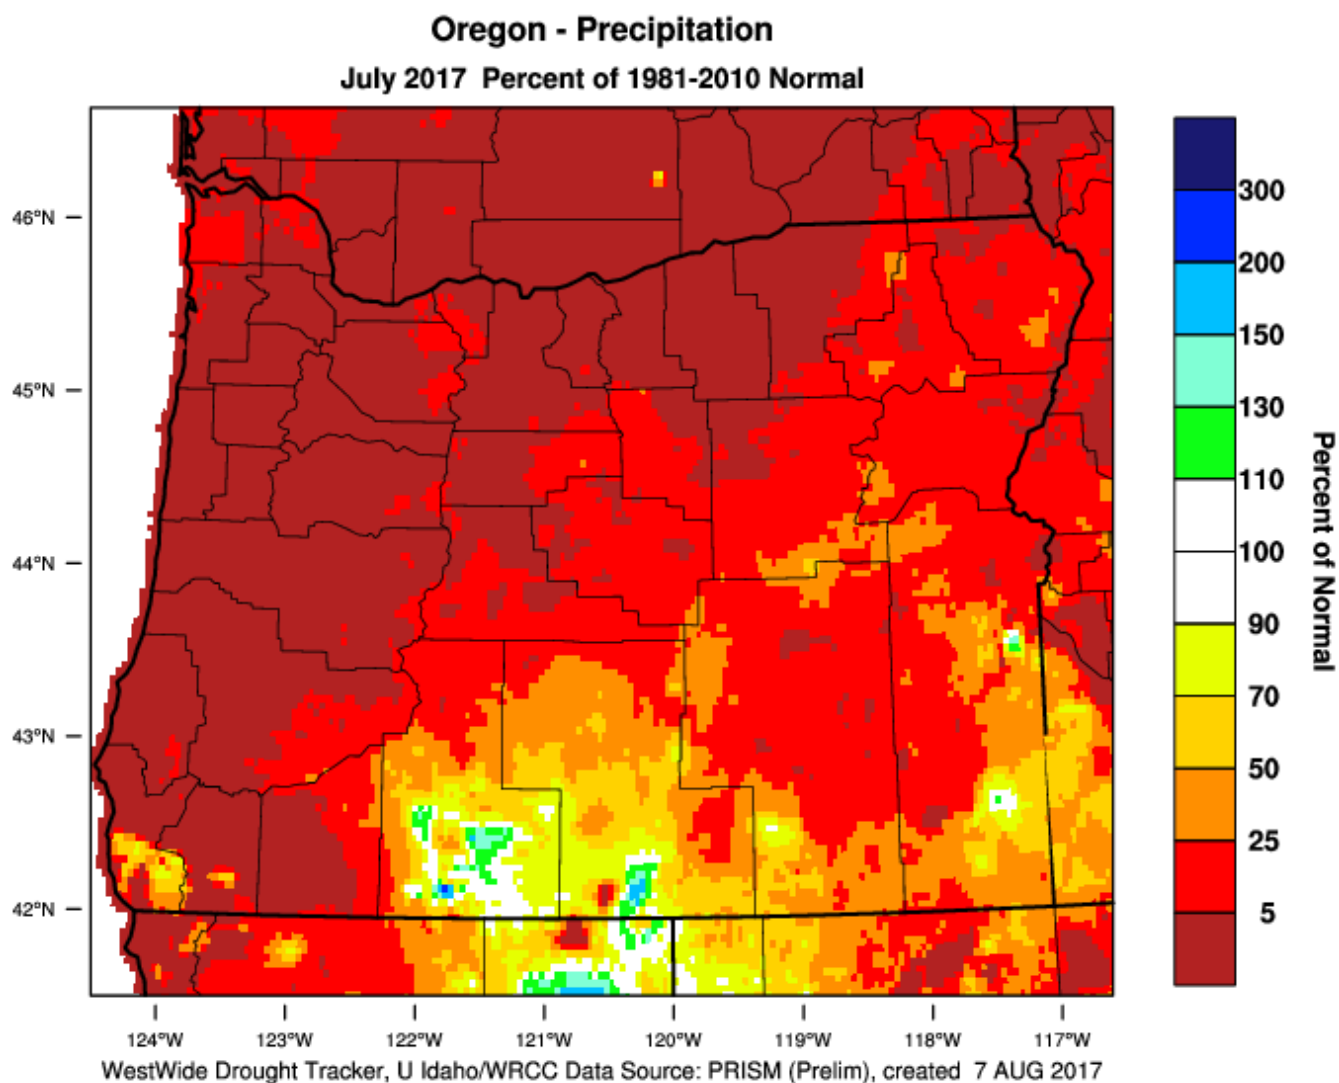 Oregon - Precipitation
July 2017 Percent of 1981-2010 Normal
300
200
150
130
110
100
90
70
50
25
5
Percent of Normal
46°N
45°N
44°N
43°N
42°N
124°W 123°W 122°W 121°W 120°W 119°W 118°W 117°W
WestWide Drought Tracker, U Idaho/WRCC Data Source: PRISM (Prelim), created 7 AUG 2017